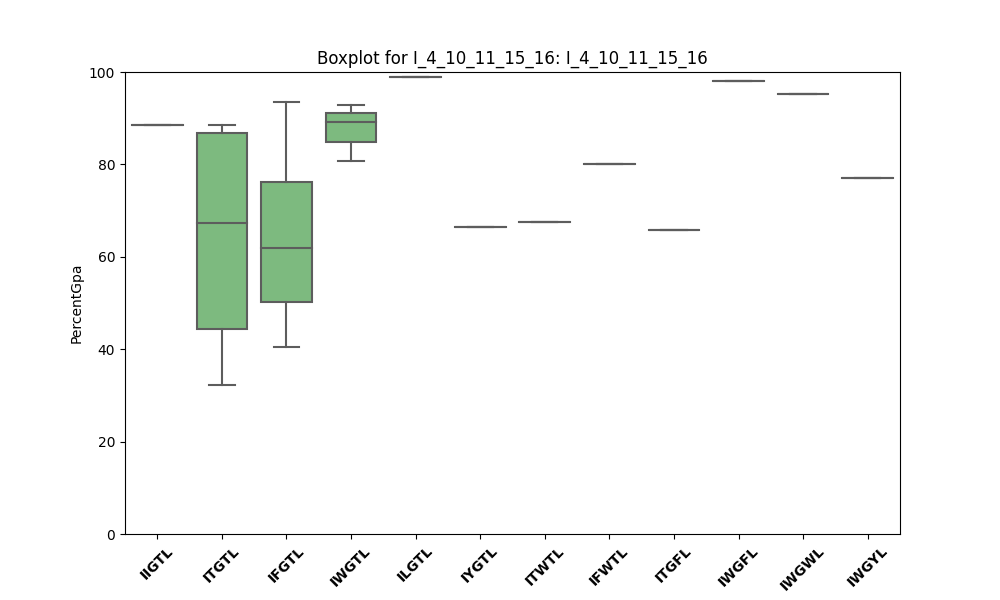 Boxplot for I_4_10_11_15_16: I_4_10_11_15_16
PercentGpa
100
80
60
40
20
0
IIGTL
ITGTL
IFGTL
IWGTL
ILGTL
IYGTL
ITWTL
IFWTL
ITGFL
IWGFL
IWGWL
IWGYL